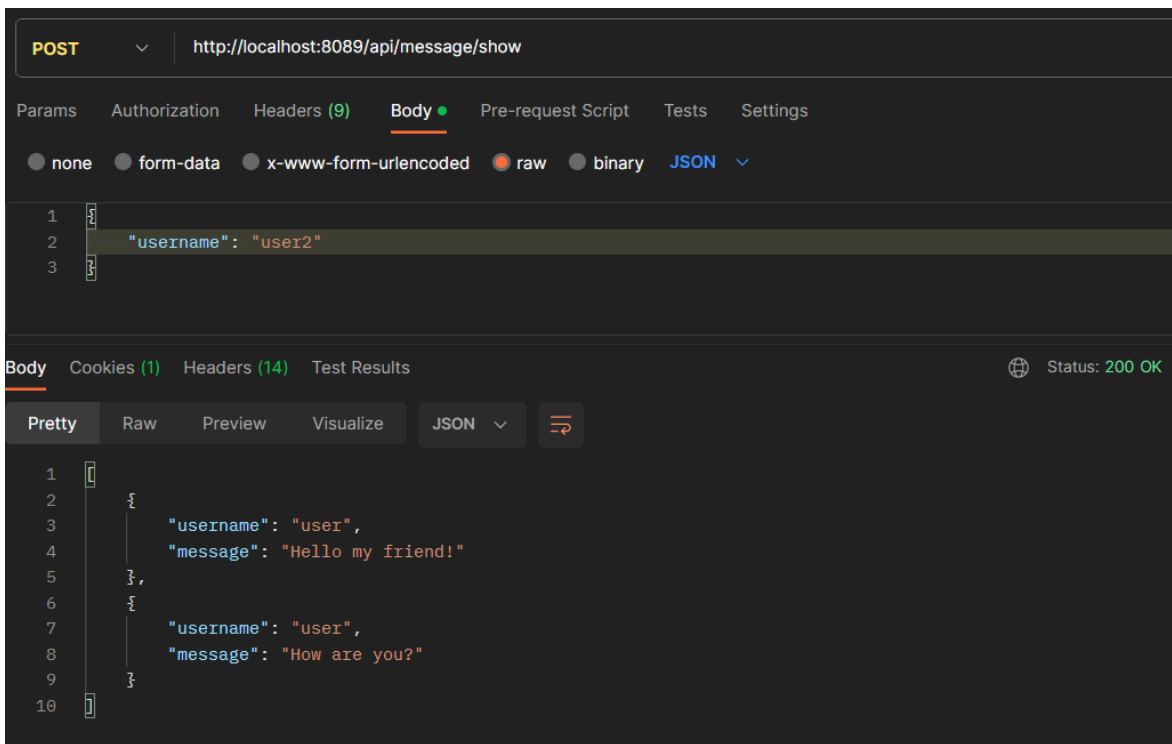 POST http://localhost:8089/api/message/show
Params Authorization Headers (9) Body Pre-request Script Tests Settings
none form-data x-www-form-urlencoded raw binary JSON
1 {
2 "username": "user2"
3 }
Body Cookies (1) Headers (14) Test Results Status: 200 OK
Pretty Raw Preview Visualize JSON
1 [
2 {
3 "username": "user",
4 "message": "Hello my friend!"
5 },
6 {
7 "username": "user",
8 "message": "How are you?"
9 }
10 ]